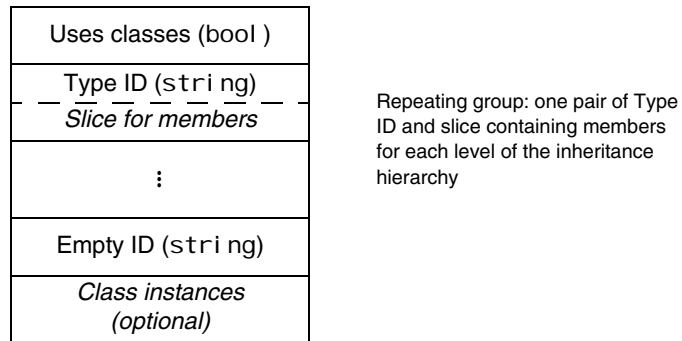 Uses classes (bool)
Type ID (string)
Slice for members
Repeating group: one pair of Type
ID and slice containing members
for each level of the inheritance
hierarchy
⋮
Empty ID (string)
Class instances
(optional)